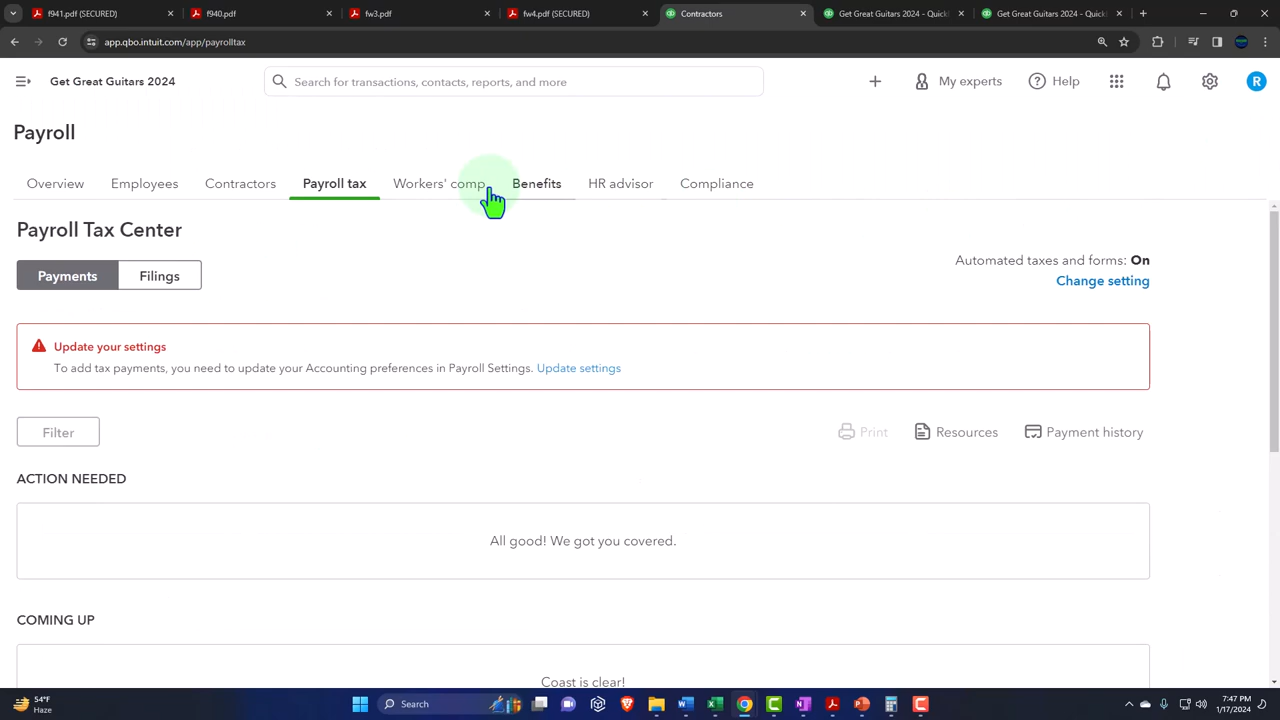 f941.pdf (SECURED)
f940.pdf
fw3.pdf
fw4.pdf (SECURED)
Contractors
Get Great Guitars 2024 - Quick
Get Great Guitars 2024 - Quick
app.qbo.intuit.com/app/payrolltax
Get Great Guitars 2024
Search for transactions, contacts, reports, and more
My experts
Help
R
Payroll
Overview
Employees
Contractors
Payroll tax
Workers' comp
Benefits
HR advisor
Compliance
Payroll Tax Center
Automated taxes and forms: On
Payments
Filings
Change setting
Update your settings
To add tax payments, you need to update your Accounting preferences in Payroll Settings. Update settings
Filter
Print
Resources
Payment history
ACTION NEEDED
All good! We got you covered.
COMING UP
Coast is clear!
54°F
Haze
Search
7:47 PM
1/17/2024